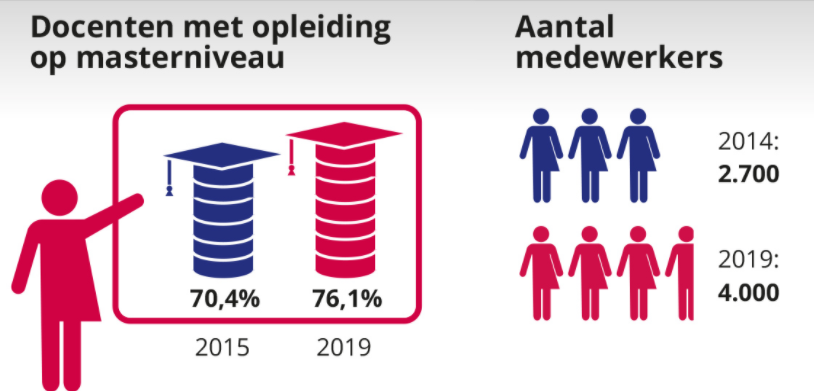 Docenten met opleiding
op masterniveau
70,4%
76,1%
2015
2019
Aantal
medewerkers
2014:
2.700
2019:
4.000